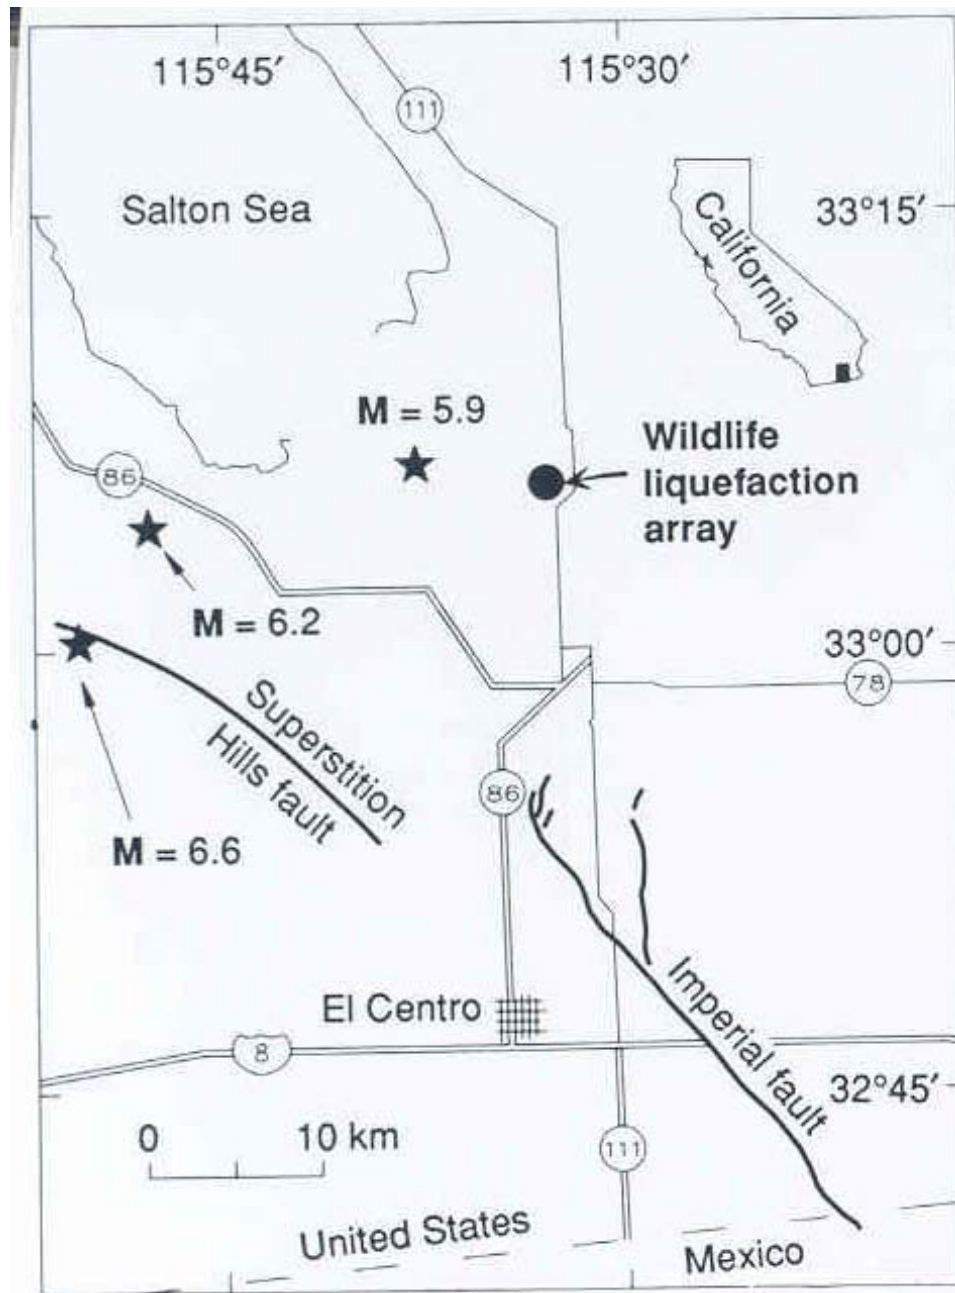 115°45′
115°30′
111
Salton Sea
33°15′
California
M = 5.9
Wildlife
liquefaction
array
86
M = 6.2
33°00′
78
Superstition
Hills fault
86
M = 6.6
El Centro
Imperial fault
8
32°45′
0 10 km
111
United States
Mexico